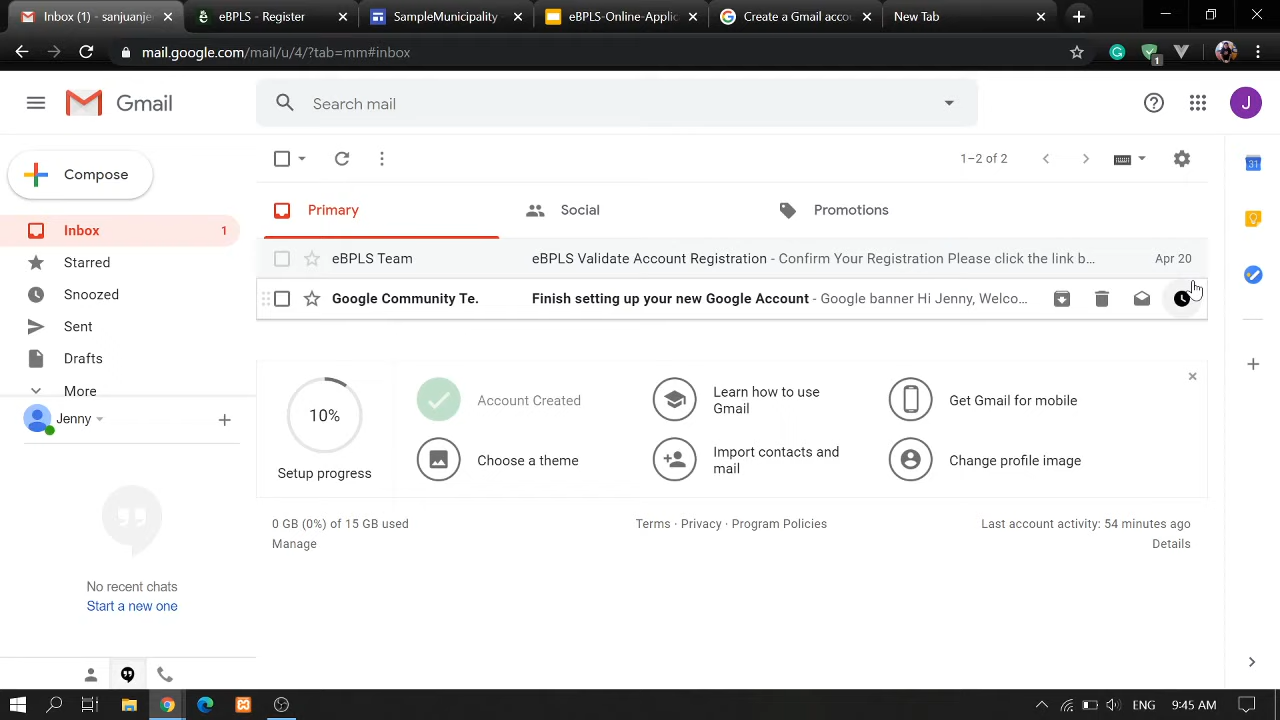 Inbox (1) - sanjuanjen
eBPLS - Register
SampleMunicipality
eBPLS-Online-Applic
Create a Gmail accou
New Tab
mail.google.com/mail/u/4/?tab=mm#inbox
1
Gmail
Search mail
J
Compose
1–2 of 2
31
Primary
Social
Promotions
Inbox 1
eBPLS Team eBPLS Validate Account Registration - Confirm Your Registration Please click the link b... Apr 20
Starred
Google Community Te. Finish setting up your new Google Account - Google banner Hi Jenny, Welco...
Snoozed
Sent
Drafts
More
Jenny
10%
Setup progress
Account Created
Learn how to use
Gmail
Get Gmail for mobile
Choose a theme
Import contacts and
mail
Change profile image
0 GB (0%) of 15 GB used
Manage
Terms · Privacy · Program Policies
Last account activity: 54 minutes ago
Details
No recent chats
Start a new one
ENG
9:45 AM